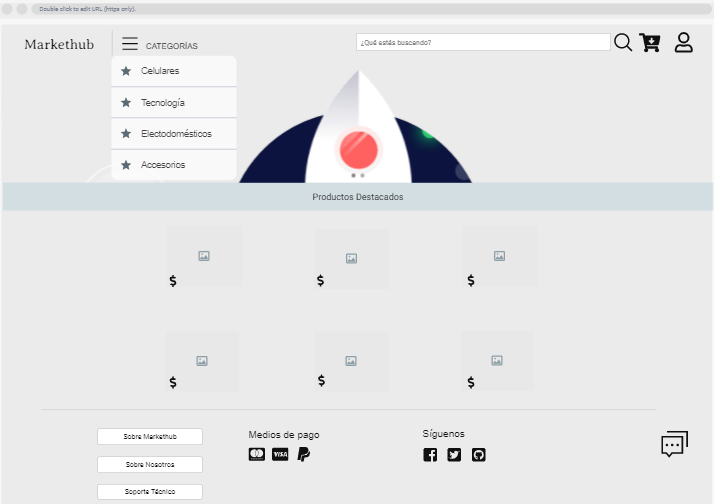 Double click to edit URL (https only).
Markethub
CATEGORÍAS
¿Qué estás buscando?
Celulares
Tecnología
Electodomésticos
Accesorios
Productos Destacados
$
$
$
$
$
$
Sobre Markethub
Sobre Nosotros
Soporte Técnico
Medios de pago
VISA
Síguenos